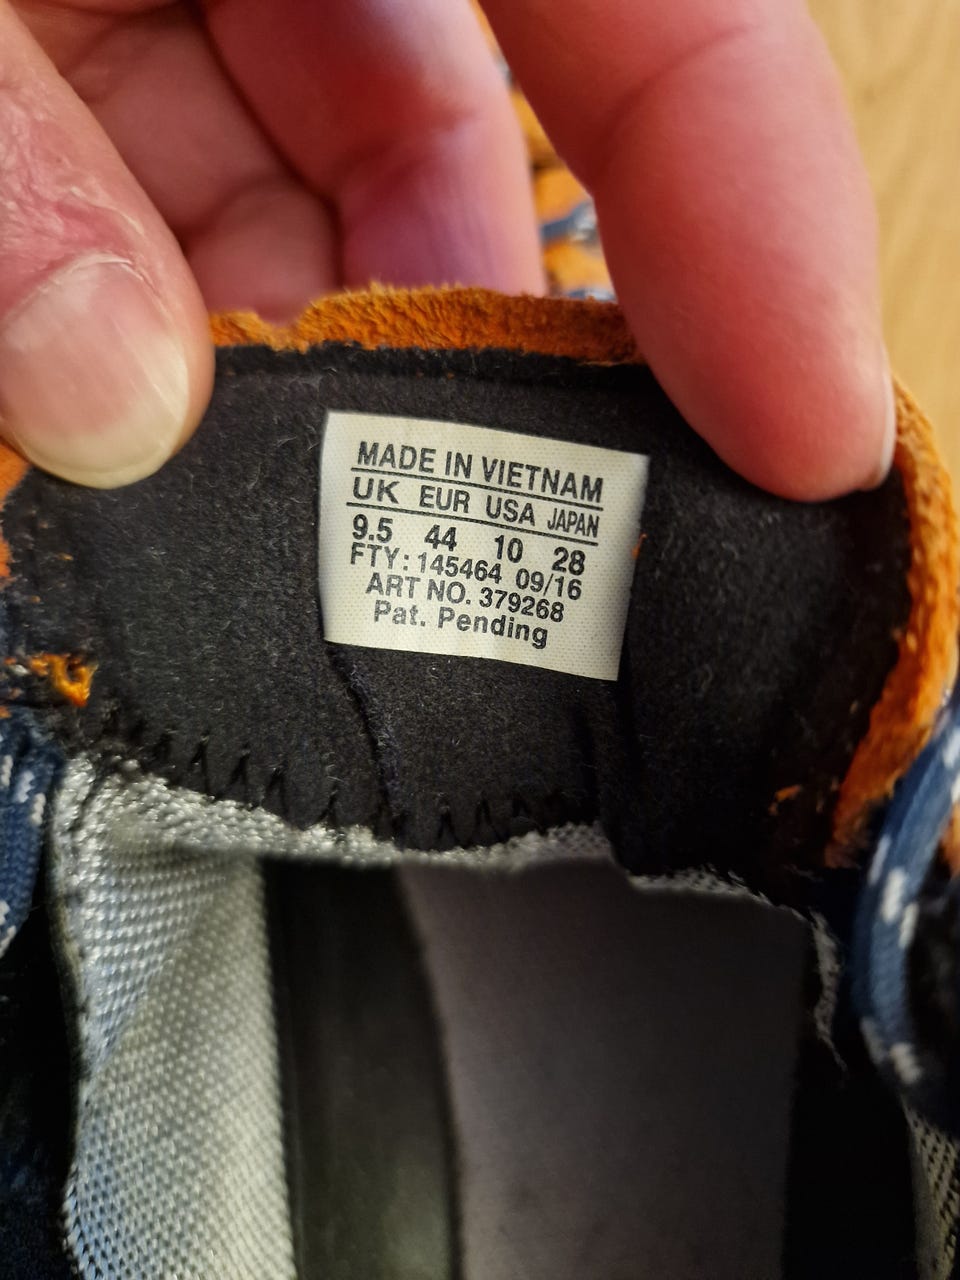 MADE IN VIETNAM
UK EUR USA JAPAN
9.5 44 10 28
FTY: 145464 09/16
ART NO. 379268
Pat. Pending